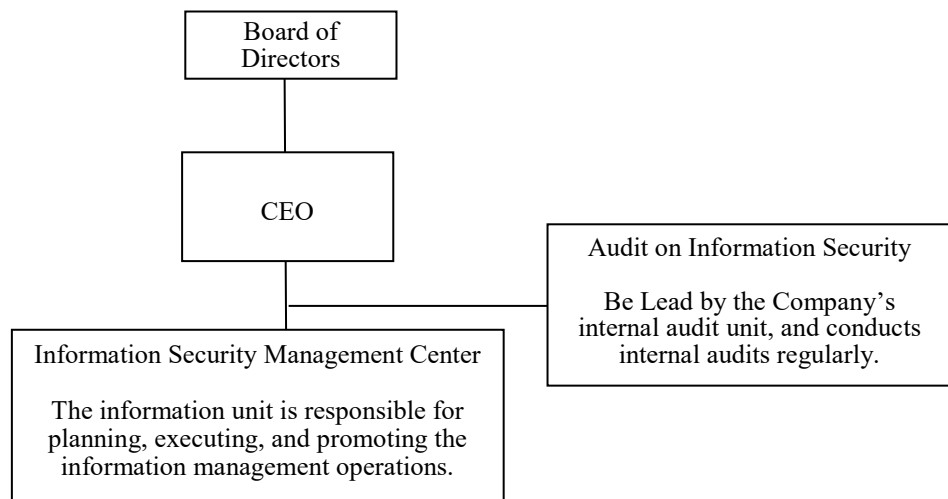 Board of
Directors
CEO
Audit on Information Security
Be Lead by the Company’s
internal audit unit, and conducts
internal audits regularly.
Information Security Management Center
The information unit is responsible for
planning, executing, and promoting the
information management operations.